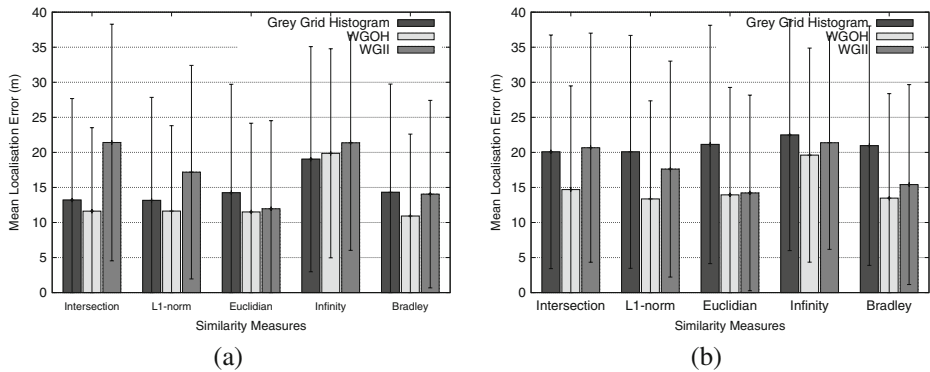 Mean Localisation Error (m)
40
35
30
25
20
15
10
5
0
Grey Grid Histogram
WGOH
WGII
Intersection
L1-norm
Euclidian
Infinity
Bradley
Similarity Measures
(a)
Mean Localisation Error (m)
40
35
30
25
20
15
10
5
0
Grey Grid Histogram
WGOH
WGII
Intersection
L1-norm
Euclidian
Infinity
Bradley
Similarity Measures
(b)